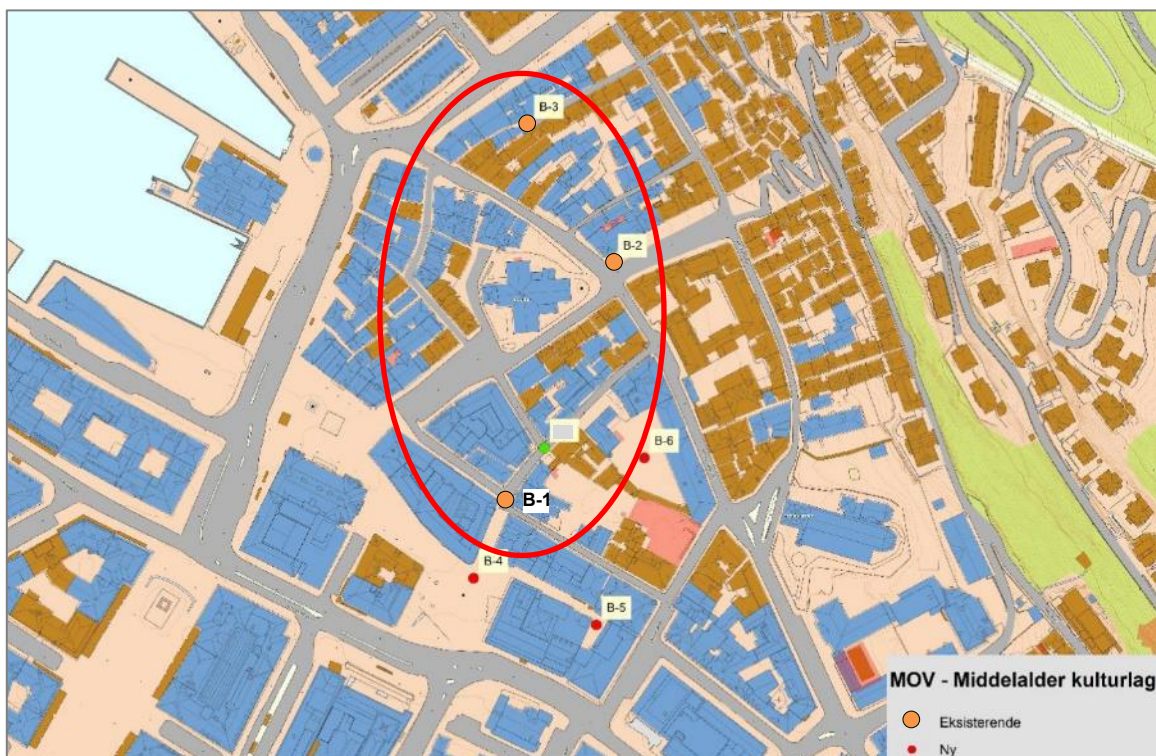 B-3
B-2
B-6
B-1
B-4
B-5
MOV - Middelalder kulturlag
Eksisterende
Ny